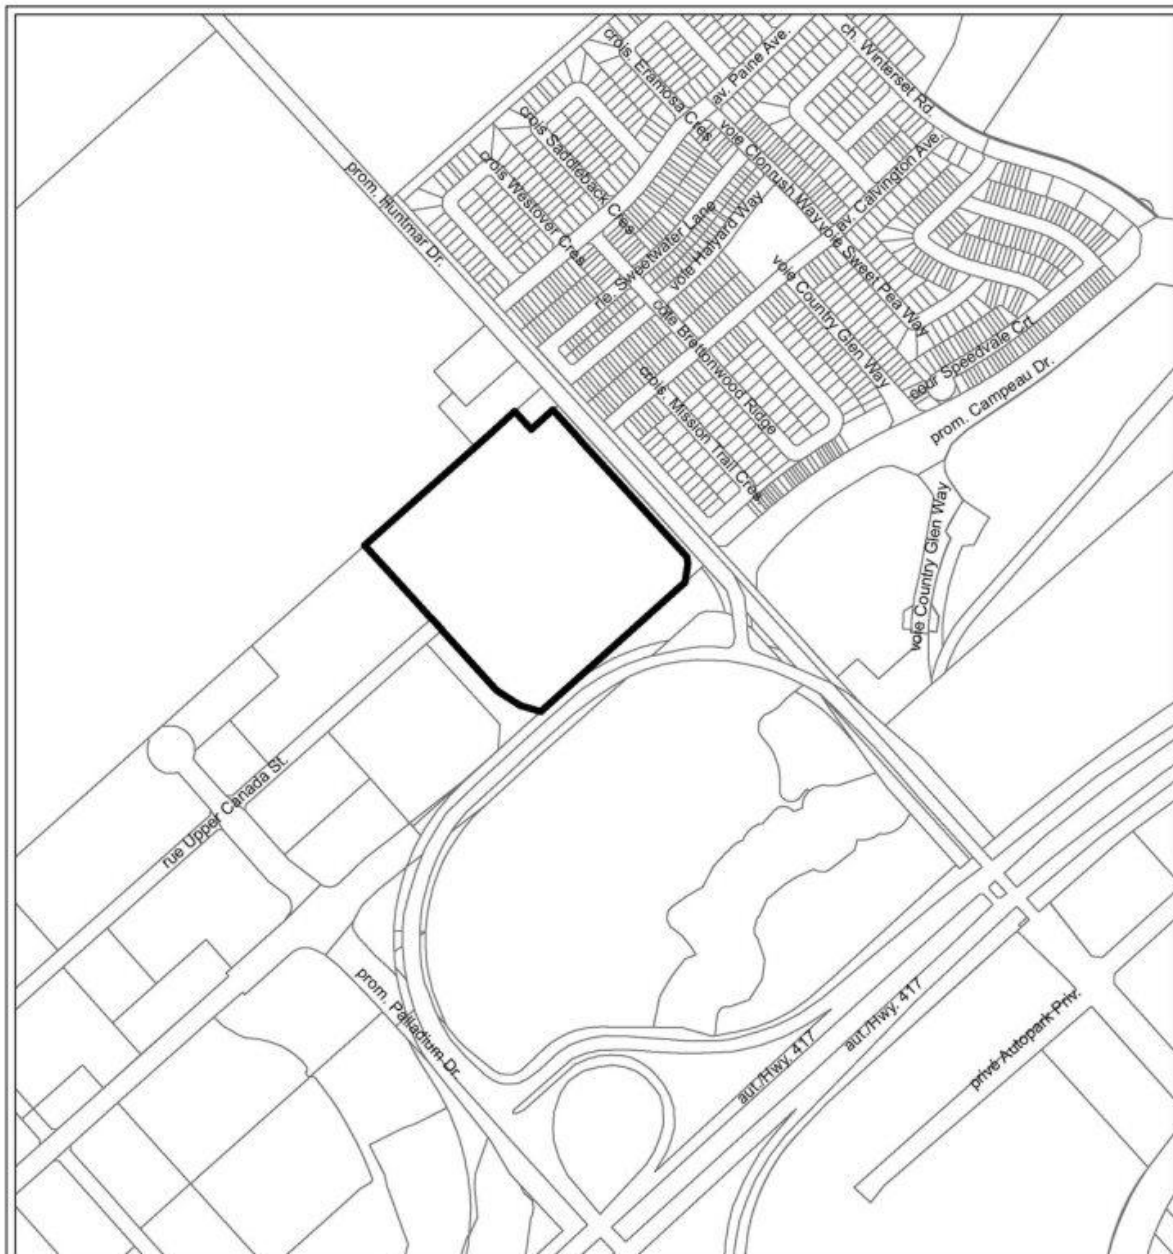 crois. Eramosa Cres.
av. Paine Ave.
ch. Winterset Rd.
crois Saddleback Cres
voie Clonrush Way
av. Calvington Ave.
crois Westover Cres.
prom. Huntmar Dr.
rle. Sweetwater Lane
voie Halyard Way
voie Sweet Pea Way
voie Country Glen Way
côte Brettonwood Ridge
cour Speedvale Crt.
crois. Mission Trail Cres.
prom. Campeau Dr.
voie Country Glen Way
rue Upper Canada St.
prom. Palladium Dr.
aut./Hwy. 417
aut./Hwy. 417
privé Autopark Priv.